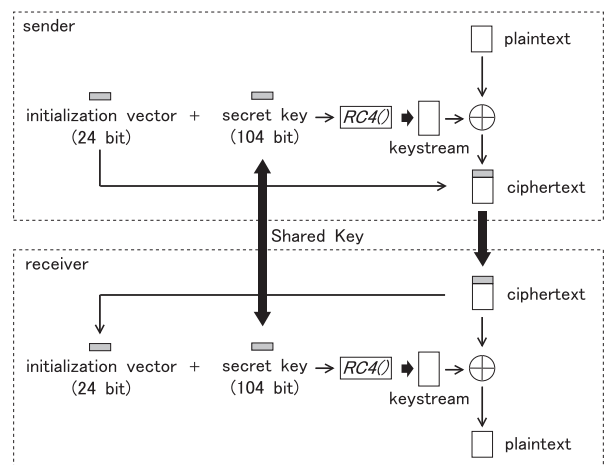 sender
plaintext
initialization vector + secret key → RC4()
(24 bit) (104 bit)
keystream
ciphertext
Shared Key
receiver
ciphertext
initialization vector + secret key → RC4()
(24 bit) (104 bit)
keystream
plaintext